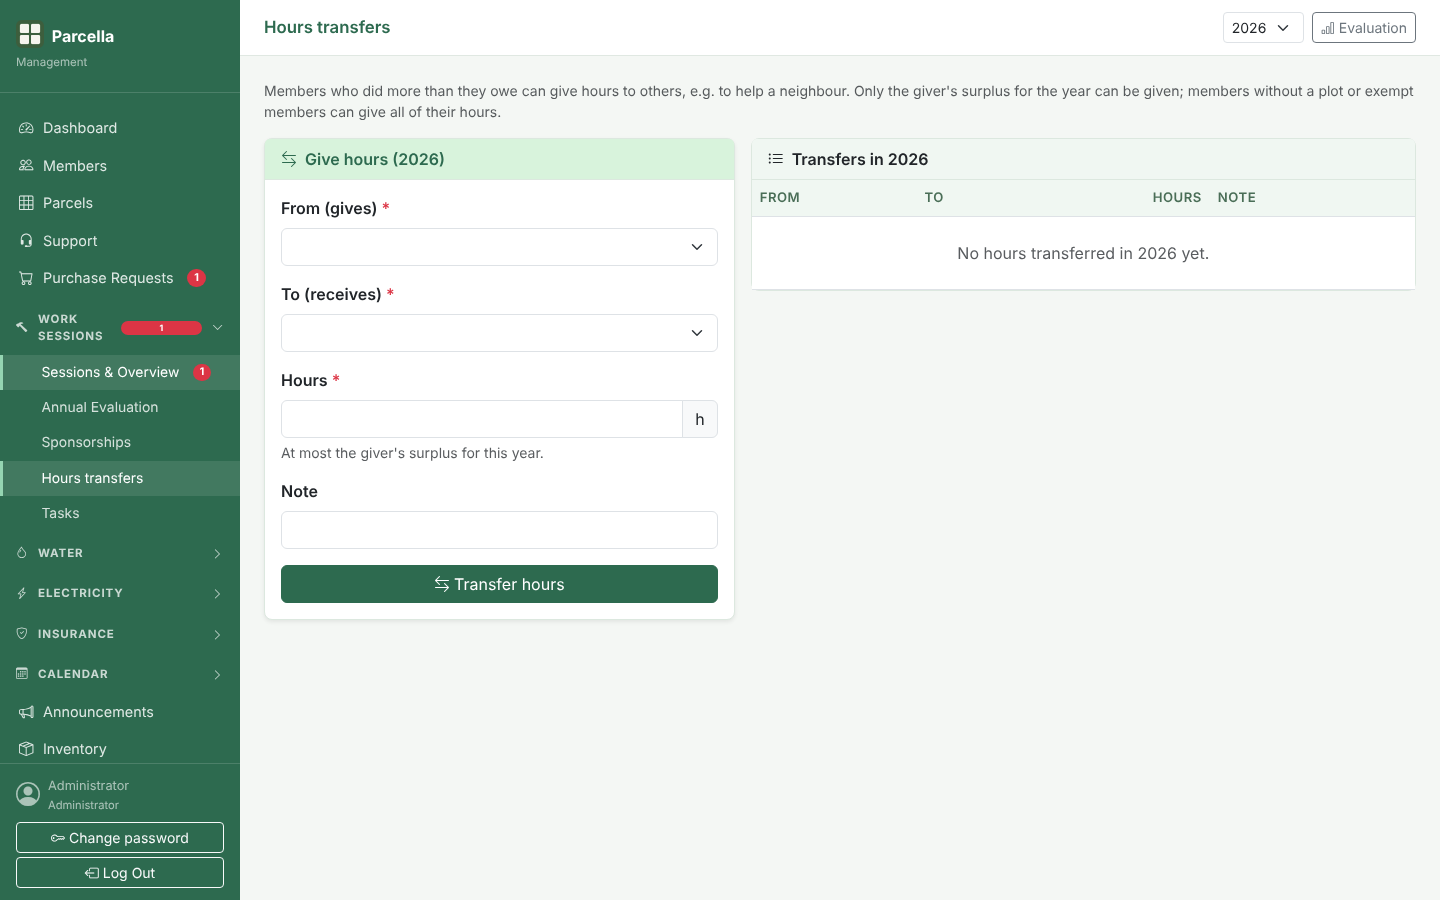 Parcella
Management
Dashboard
Members
Parcels
Support
Purchase Requests 1
WORK SESSIONS 1
Sessions & Overview 1
Annual Evaluation
Sponsorships
Hours transfers
Tasks
WATER
ELECTRICITY
INSURANCE
CALENDAR
Announcements
Inventory
Administrator
Administrator
Change password
Log Out
Hours transfers
2026
Evaluation
Members who did more than they owe can give hours to others, e.g. to help a neighbour. Only the giver's surplus for the year can be given; members without a plot or exempt
members can give all of their hours.
Give hours (2026)
From (gives) *
To (receives) *
Hours *
h
At most the giver's surplus for this year.
Note
Transfer hours
Transfers in 2026
FROM TO HOURS NOTE
No hours transferred in 2026 yet.